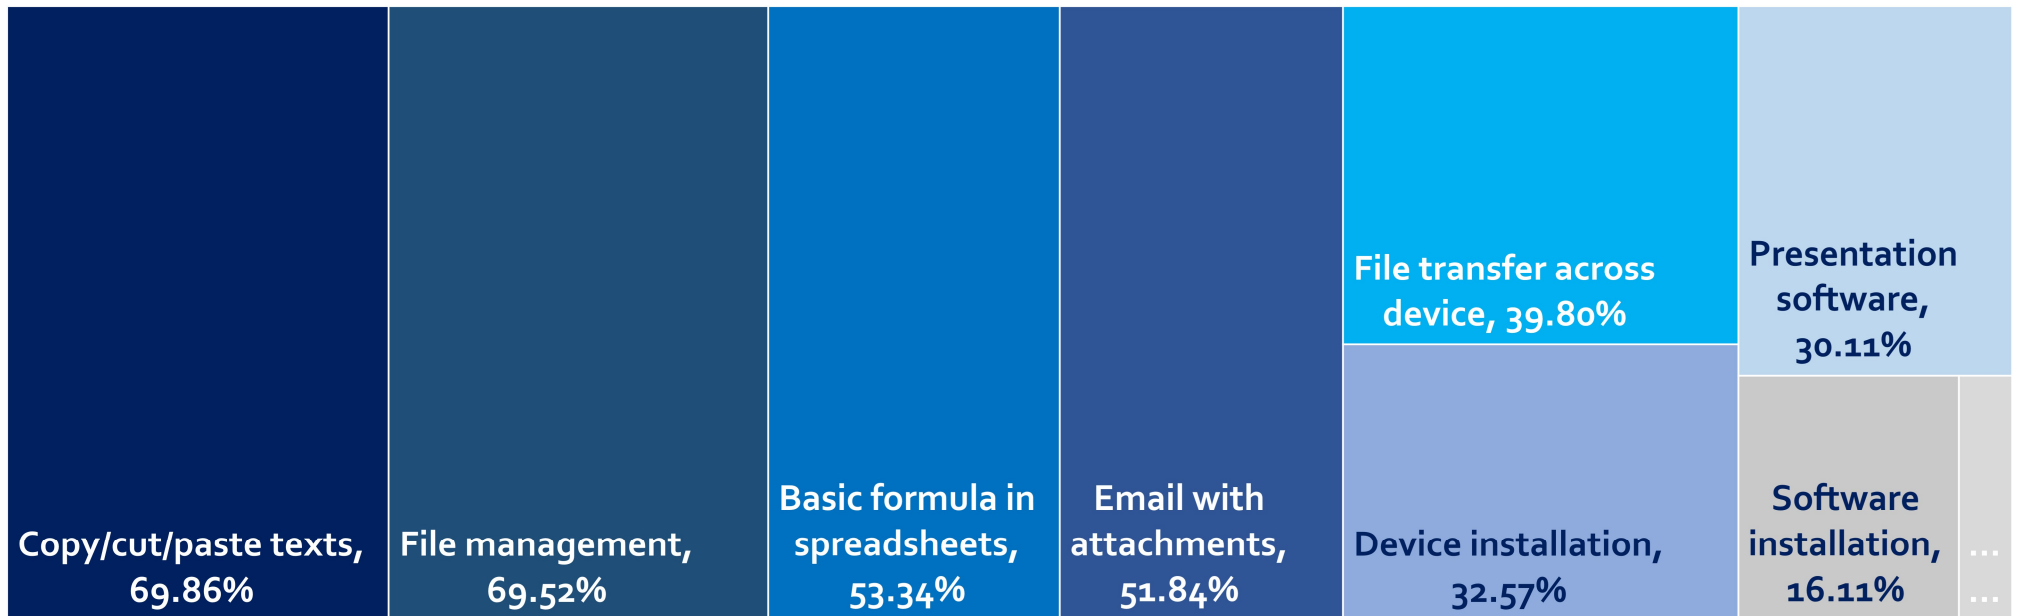 Copy/cut/paste texts,
69.86%
File management,
69.52%
Basic formula in
spreadsheets,
53.34%
Email with
attachments,
51.84%
File transfer across
device, 39.80%
Device installation,
32.57%
Presentation
software,
30.11%
Software
installation,
16.11%
...
...